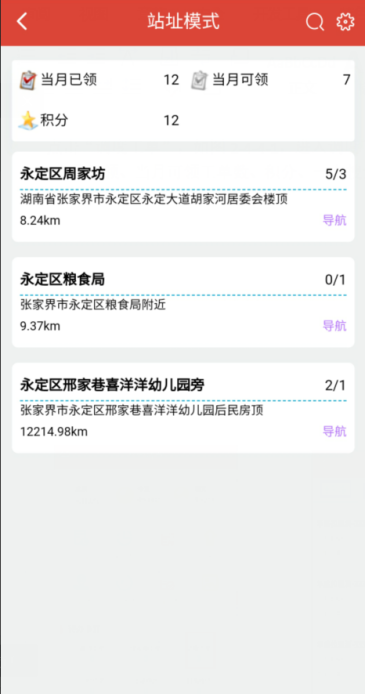 站址模式
当月已领 12 当月可领 7
积分 12
永定区周家坊 5/3
湖南省张家界市永定区永定大道胡家河居委会楼顶
8.24km 导航
永定区粮食局 0/1
张家界市永定区粮食局附近
9.37km 导航
永定区邢家巷喜洋洋幼儿园旁 2/1
张家界市永定区邢家巷喜洋洋幼儿园后民房顶
12214.98km 导航